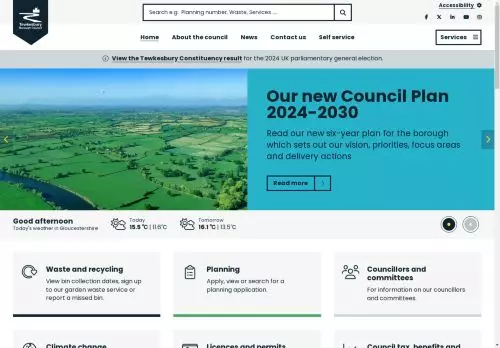 Tewkesbury
Borough Council
Search e.g. Planning number, Waste, Services ...
Accessibility
Home
About the council
News
Contact us
Self service
Services
View the Tewkesbury Constituency result for the 2024 UK parliamentary general election.
Our new Council Plan
2024-2030
Read our new six-year plan for the borough
which sets out our vision, priorities, focus areas
and delivery actions
Read more
Good afternoon
Today's weather in Gloucestershire
Today
15.5 °C | 11.6°C
Tomorrow
16.1 °C | 13.5°C
Waste and recycling
View bin collection dates, sign up
to our garden waste service or
report a missed bin.
Planning
Apply, view or search for a
planning application.
Councillors and
committees
For information on our councillors
and committees.
Climate change
Licences and permits
Council tax, benefits and